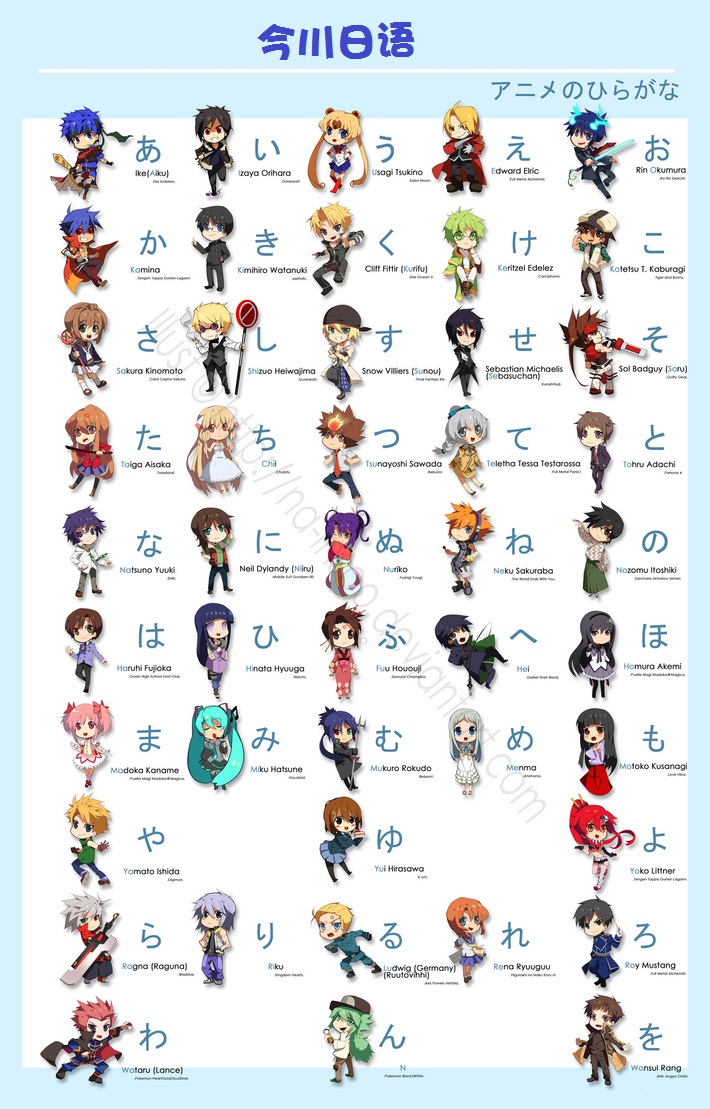 今川日语
アニメのひらがな
あ い う え お
Ike(Aiku) Izaya Orihara Usagi Tsukino Edward Elric Rin Okumura
Fire Emblem. Durarara!! Sailor Moon. Full Metal Alchemist. Ao No Exorcist.
か き く け こ
Kamina Kimihiro Watanuki Cliff Fittir (Kurifu) Keritzel Edelez Kotetsu T. Kaburagi
Tengen Toppa Gurren Lagann xxxHolic. Star Ocean 3. Carciphona Tiger and Bunny.
さ し す せ そ
Sakura Kinomoto Shizuo Heiwajima Snow Villiers (Sunou) Sebastian Michaelis Sol Badguy (Soru)
(Sebasuchan)
Card Captor Sakura Durarara!! Final Fantasy XIII. Kuroshitsuji. Guilty Gear.
た ち つ て と
Taiga Aisaka Chii Tsunayoshi Sawada Teletha Tessa Testarossa Tohru Adachi
Toradora!. Chobits. Reborn!. Full Metal Panic!. Persona 4.
な に ぬ ね の
Natsuno Yuuki Neil Dylandy (Niiru) Nuriko Neku Sakuraba Nozomu Itoshiki
Shiki. Mobile Suit Gundam 00. Fushigi Yuugi. The World Ends With You. Sayonara Zetsubou Sensei.
は ひ ふ へ ほ
Haruhi Fujioka Hinata Hyuuga Fuu Hououji Hei Homura Akemi
Ouran High School Host Club. Naruto. Samurai Champloo. Darker Than Black. Puella Magi Madoka★Magica.
ま み む め も
Madoka Kaname Miku Hatsune Mukuro Rokudo Menma Motoko Kusanagi
Puella Magi Madoka★Magica Vocaloid. Reborn!. Anohana. Love Hina.
や ゆ よ
Yamato Ishida Yui Hirasawa Yoko Littner
Digimon. K-on!. Tengen Toppa Gurren Lagann.
ら り る れ ろ
Ragna (Raguna) Riku Ludwig (Germany) Rena Ryuuguu Roy Mustang
(Ruutovihhi)
Blazblue. Kingdom Hearts. Axis Powers Hetalia. Higurashi no Naku Koro ni. Full Metal Alchemist.
わ ん を
Wataru (Lance) N Wonsul Rang
Pokemon HeartGold/SoulSilver. Pokemon Black/White. Shin Angyo Onshi.